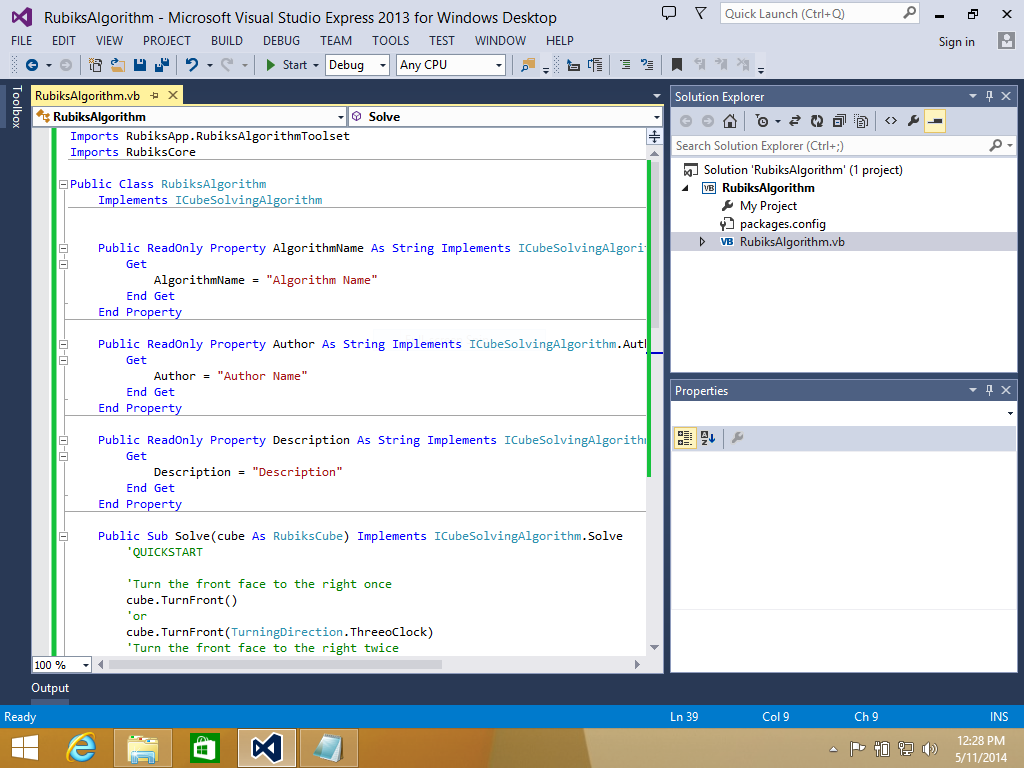 RubiksAlgorithm - Microsoft Visual Studio Express 2013 for Windows Desktop
Quick Launch (Ctrl+Q)
FILE EDIT VIEW PROJECT BUILD DEBUG TEAM TOOLS TEST WINDOW HELP
Sign in
Start Debug Any CPU
Toolbox
RubiksAlgorithm.vb
RubiksAlgorithm Solve
Imports RubiksApp.RubiksAlgorithmToolset
Imports RubiksCore
Public Class RubiksAlgorithm
Implements ICubeSolvingAlgorithm
Public ReadOnly Property AlgorithmName As String Implements ICubeSolvingAlgori
Get
AlgorithmName = "Algorithm Name"
End Get
End Property
Public ReadOnly Property Author As String Implements ICubeSolvingAlgorithm.Aut
Get
Author = "Author Name"
End Get
End Property
Public ReadOnly Property Description As String Implements ICubeSolvingAlgorith
Get
Description = "Description"
End Get
End Property
Public Sub Solve(cube As RubiksCube) Implements ICubeSolvingAlgorithm.Solve
'QUICKSTART
'Turn the front face to the right once
cube.TurnFront()
'or
cube.TurnFront(TurningDirection.ThreeoClock)
'Turn the front face to the right twice
100 %
Solution Explorer
Search Solution Explorer (Ctrl+;)
Solution 'RubiksAlgorithm' (1 project)
VB RubiksAlgorithm
My Project
packages.config
VB RubiksAlgorithm.vb
Properties
Output
Ready Ln 39 Col 9 Ch 9 INS
12:28 PM
5/11/2014